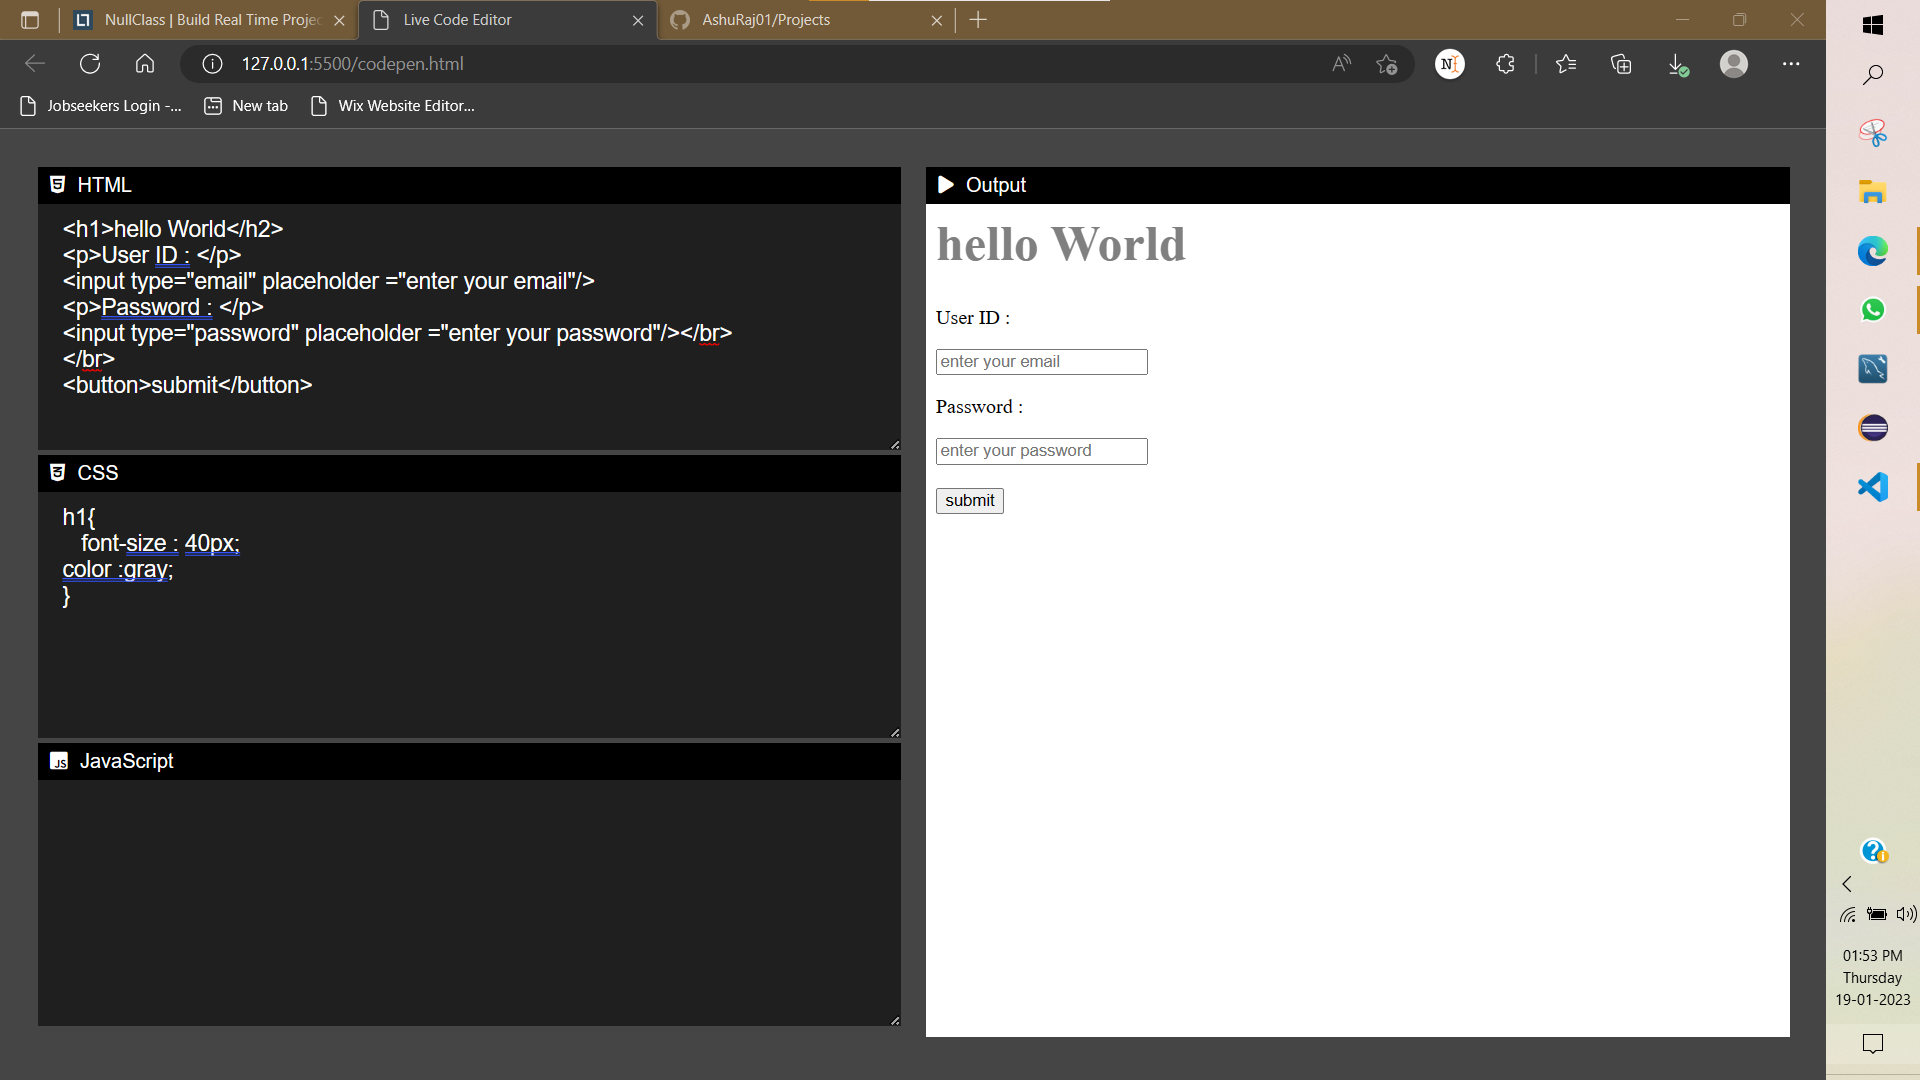 NullClass | Build Real Time Projec
Live Code Editor
AshuRaj01/Projects
127.0.0.1:5500/codepen.html
Jobseekers Login -...
New tab
Wix Website Editor...
HTML
<h1>hello World</h2>
<p>User ID : </p>
<input type="email" placeholder ="enter your email"/>
<p>Password : </p>
<input type="password" placeholder ="enter your password"/></br>
</br>
<button>submit</button>
CSS
h1{
font-size : 40px;
color :gray;
}
JavaScript
Output
hello World
User ID :
enter your email
Password :
enter your password
submit
01:53 PM
Thursday
19-01-2023